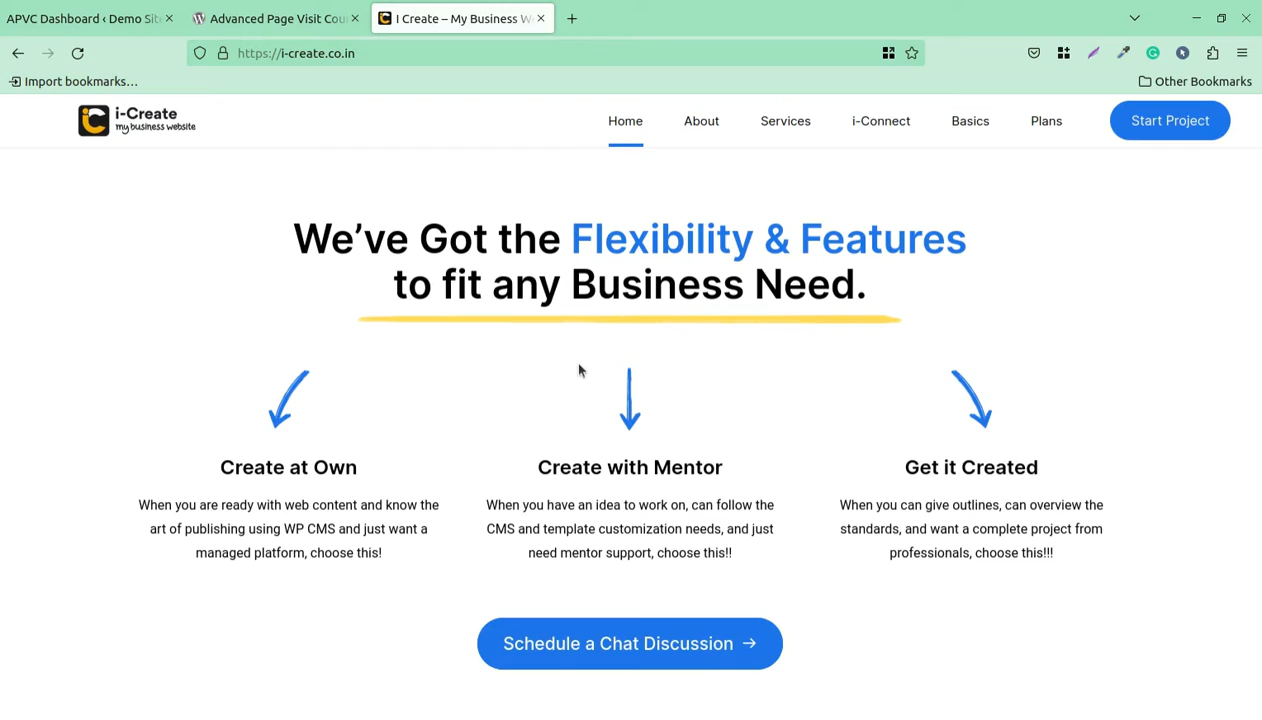 APVC Dashboard ‹ Demo Sit
Advanced Page Visit Cou
I Create – My Business W
https://i-create.co.in
Import bookmarks…
Other Bookmarks
i-Create
my business website
Home
About
Services
i-Connect
Basics
Plans
Start Project
We’ve Got the Flexibility & Features
to fit any Business Need.
Create at Own
When you are ready with web content and know the
art of publishing using WP CMS and just want a
managed platform, choose this!
Create with Mentor
When you have an idea to work on, can follow the
CMS and template customization needs, and just
need mentor support, choose this!!
Get it Created
When you can give outlines, can overview the
standards, and want a complete project from
professionals, choose this!!!
Schedule a Chat Discussion →